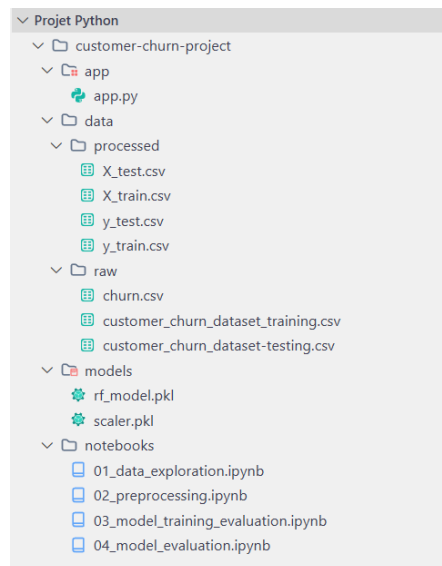 Projet Python
customer-churn-project
app
app.py
data
processed
X_test.csv
X_train.csv
y_test.csv
y_train.csv
raw
churn.csv
customer_churn_dataset_training.csv
customer_churn_dataset-testing.csv
models
rf_model.pkl
scaler.pkl
notebooks
01_data_exploration.ipynb
02_preprocessing.ipynb
03_model_training_evaluation.ipynb
04_model_evaluation.ipynb